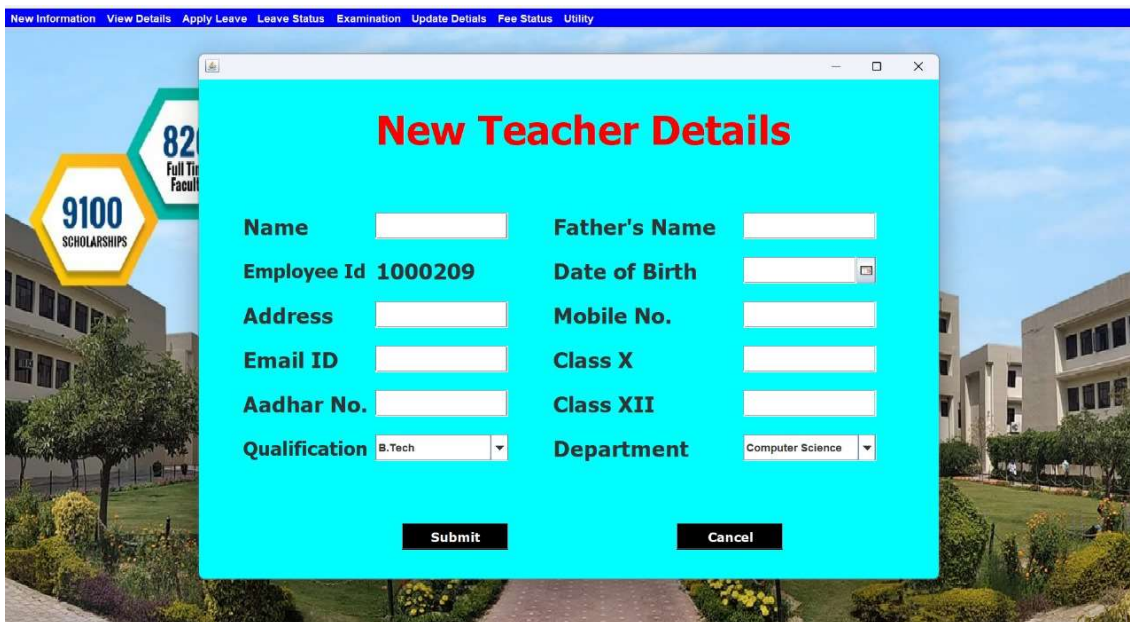 New Information View Details Apply Leave Leave Status Examination Update Detials Fee Status Utility
New Teacher Details
Name Father's Name
Employee Id 1000209 Date of Birth
Address Mobile No.
Email ID Class X
Aadhar No. Class XII
Qualification B.Tech Department Computer Science
Submit Cancel
9100
SCHOLARSHIPS
82
Full